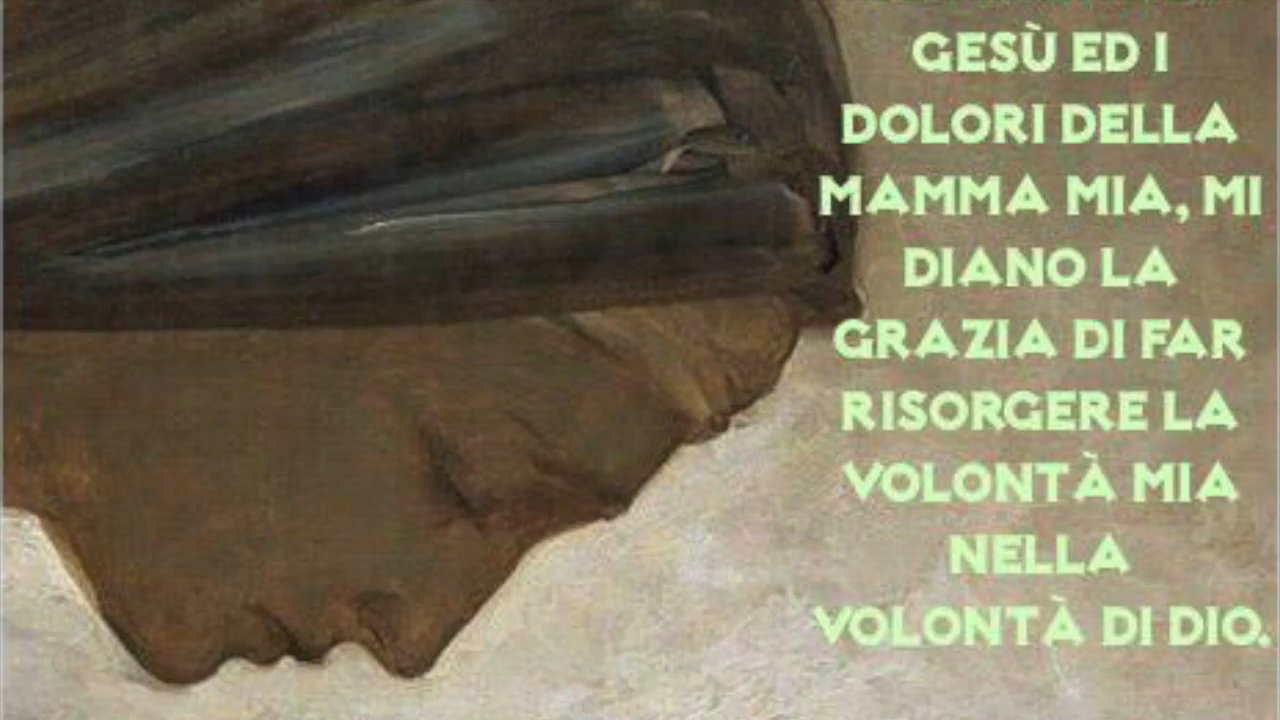 GESÙ ED I
DOLORI DELLA
MAMMA MIA, MI
DIANO LA
GRAZIA DI FAR
RISORGERE LA
VOLONTÀ MIA
NELLA
VOLONTÀ DI DIO.